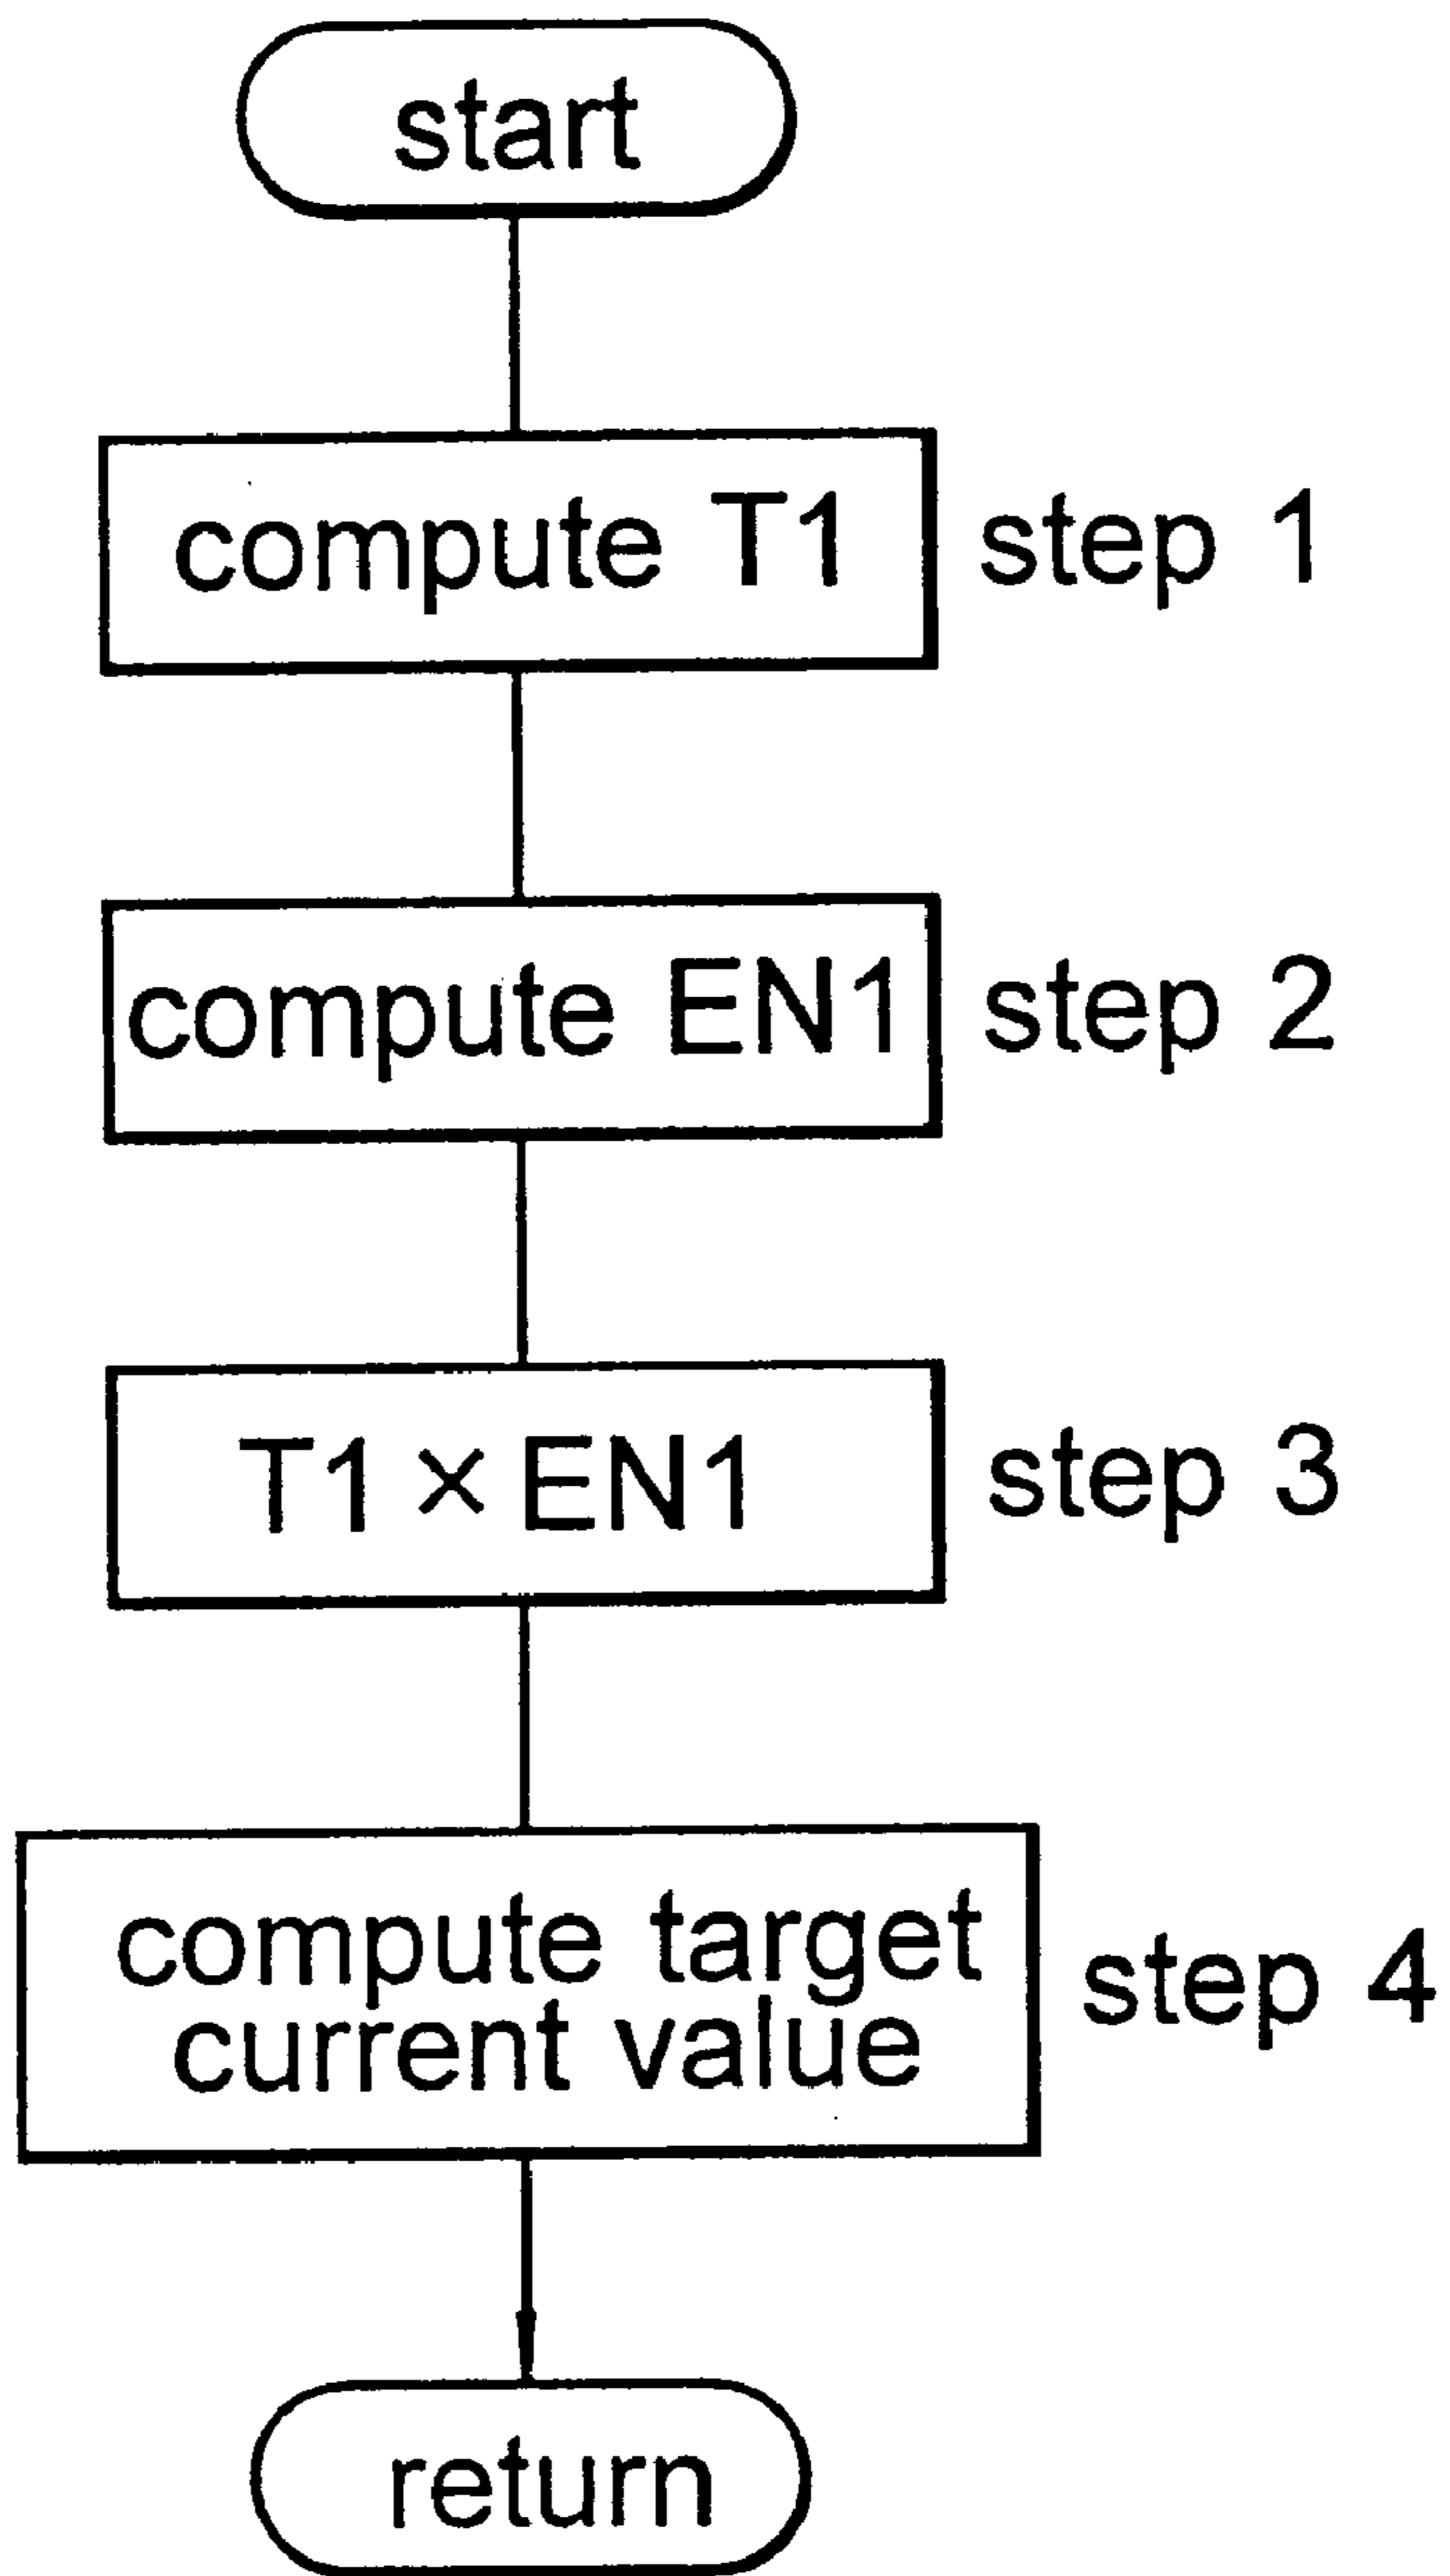 start
compute T1 step 1
compute EN1 step 2
T1 × EN1 step 3
compute target
current value
step 4
return